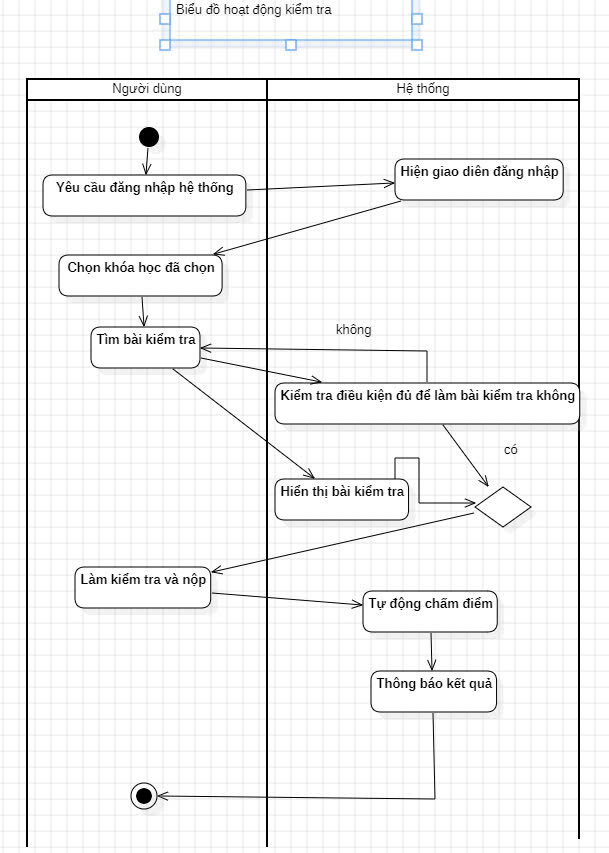 Biểu đồ hoạt động kiểm tra
Người dùng
Hệ thống
Yêu cầu đăng nhập hệ thống
Hiện giao diên đăng nhập
Chọn khóa học đã chọn
Tìm bài kiểm tra
không
Kiểm tra điều kiện đủ để làm bài kiểm tra không
có
Hiển thị bài kiểm tra
Làm kiểm tra và nộp
Tự động chấm điểm
Thông báo kết quả